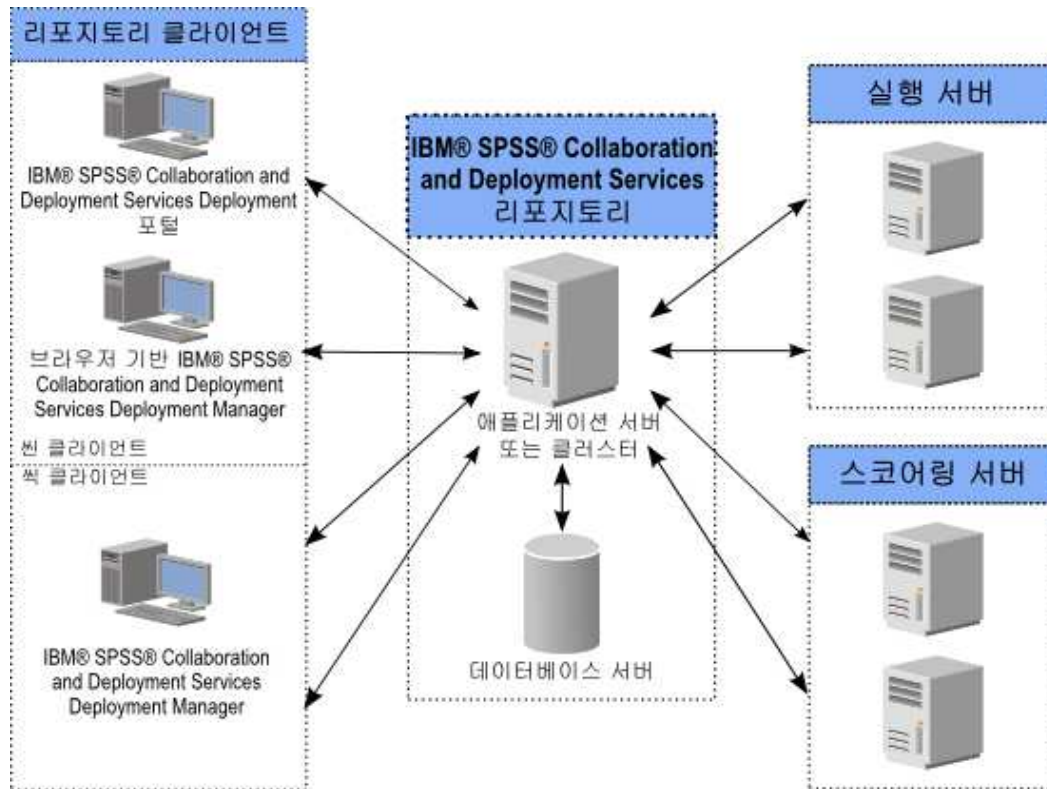 리포지토리 클라이언트
IBM® SPSS® Collaboration and
Deployment Services Deployment
포털
브라우저 기반 IBM® SPSS®
Collaboration and Deployment
Services Deployment Manager
씬 클라이언트
씩 클라이언트
IBM® SPSS® Collaboration
and Deployment Services
Deployment Manager
IBM® SPSS® Collaboration
and Deployment Services
리포지토리
애플리케이션 서버
또는 클러스터
데이터베이스 서버
실행 서버
스코어링 서버